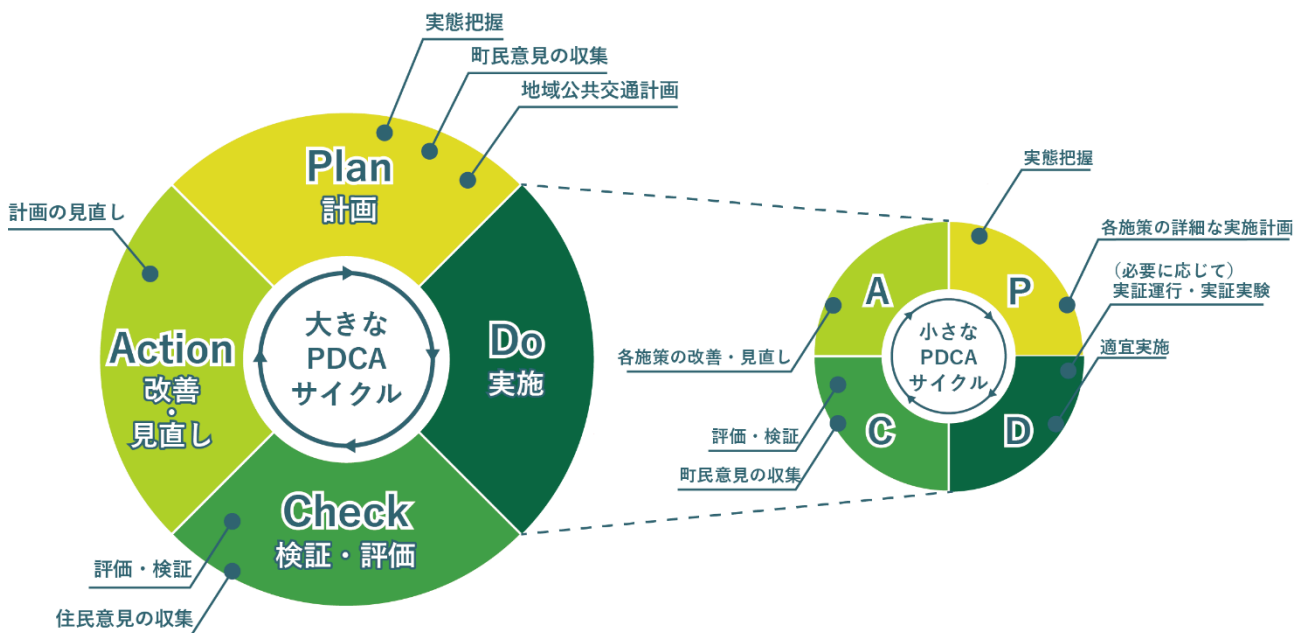 実態把握
町民意見の収集
地域公共交通計画
Plan
計画
計画の見直し
Action
改善
・
見直し
大きな
PDCA
サイクル
Do
実施
Check
検証・評価
評価・検証
住民意見の収集
実態把握
各施策の詳細な実施計画
（必要に応じて）
実証運行・実証実験
適宜実施
A
P
小さな
PDCA
サイクル
各施策の改善・見直し
C
D
評価・検証
町民意見の収集